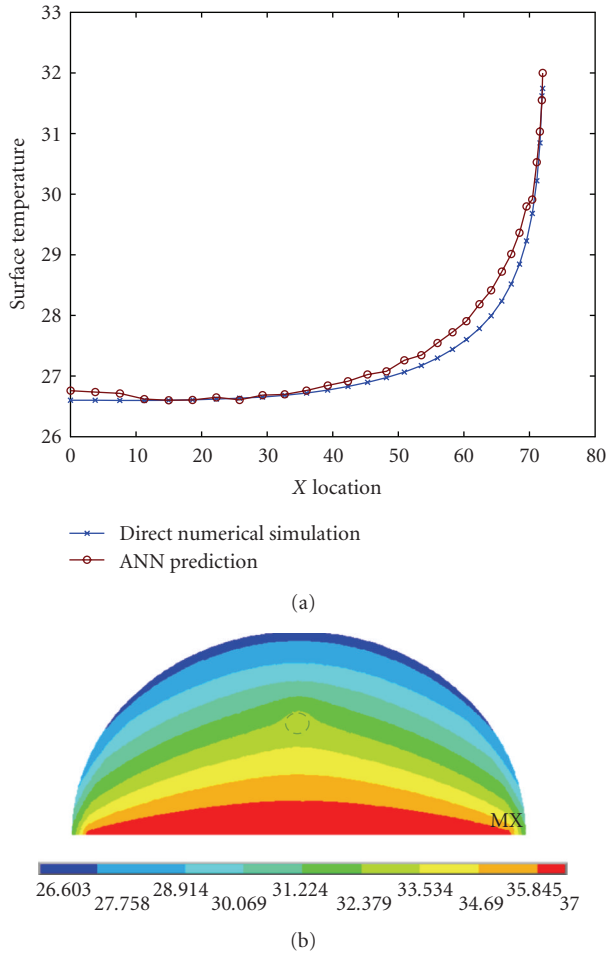 33
32
31
30
29
28
27
26
Surface temperature
0 10 20 30 40 50 60 70 80
X location
Direct numerical simulation
ANN prediction
(a)
MX
26.603 28.914 31.224 33.534 35.845
27.758 30.069 32.379 34.69 37
(b)